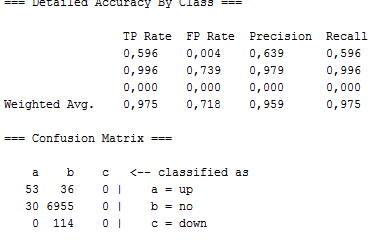 === Detailed Accuracy By Class ===
TP Rate FP Rate Precision Recall
0,596 0,004 0,639 0,596
0,996 0,739 0,979 0,996
0,000 0,000 0,000 0,000
Weighted Avg. 0,975 0,718 0,959 0,975
=== Confusion Matrix ===
a b c <-- classified as
53 36 0 | a = up
30 6955 0 | b = no
0 114 0 | c = down